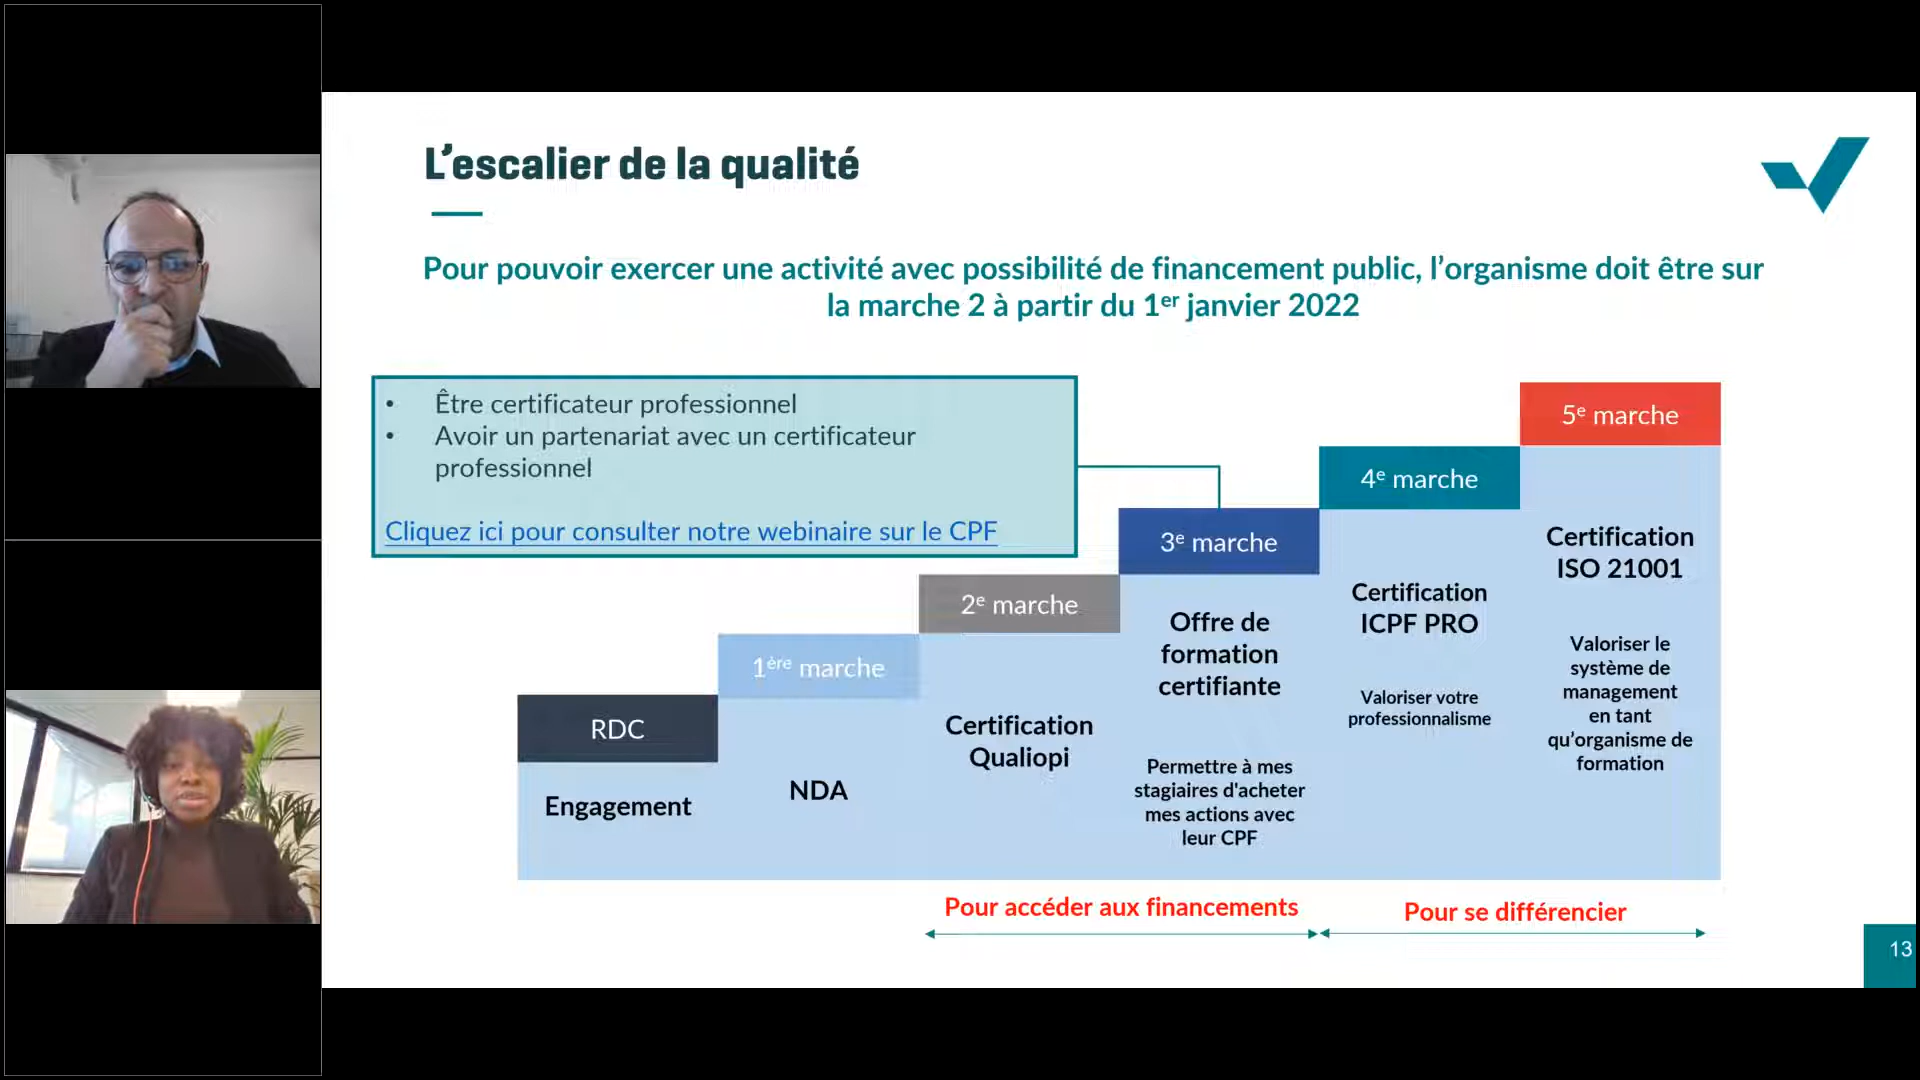 L’escalier de la qualité
Pour pouvoir exercer une activité avec possibilité de financement public, l’organisme doit être sur
la marche 2 à partir du 1er janvier 2022
• Être certificateur professionnel
• Avoir un partenariat avec un certificateur
professionnel
Cliquez ici pour consulter notre webinaire sur le CPF
RDC
Engagement
1ère marche
NDA
2e marche
Certification
Qualiopi
3e marche
Offre de
formation
certifiante
Permettre à mes
stagiaires d'acheter
mes actions avec
leur CPF
4e marche
Certification
ICPF PRO
Valoriser votre
professionnalisme
5e marche
Certification
ISO 21001
Valoriser le
système de
management
en tant
qu’organisme de
formation
Pour accéder aux financements
Pour se différencier
13